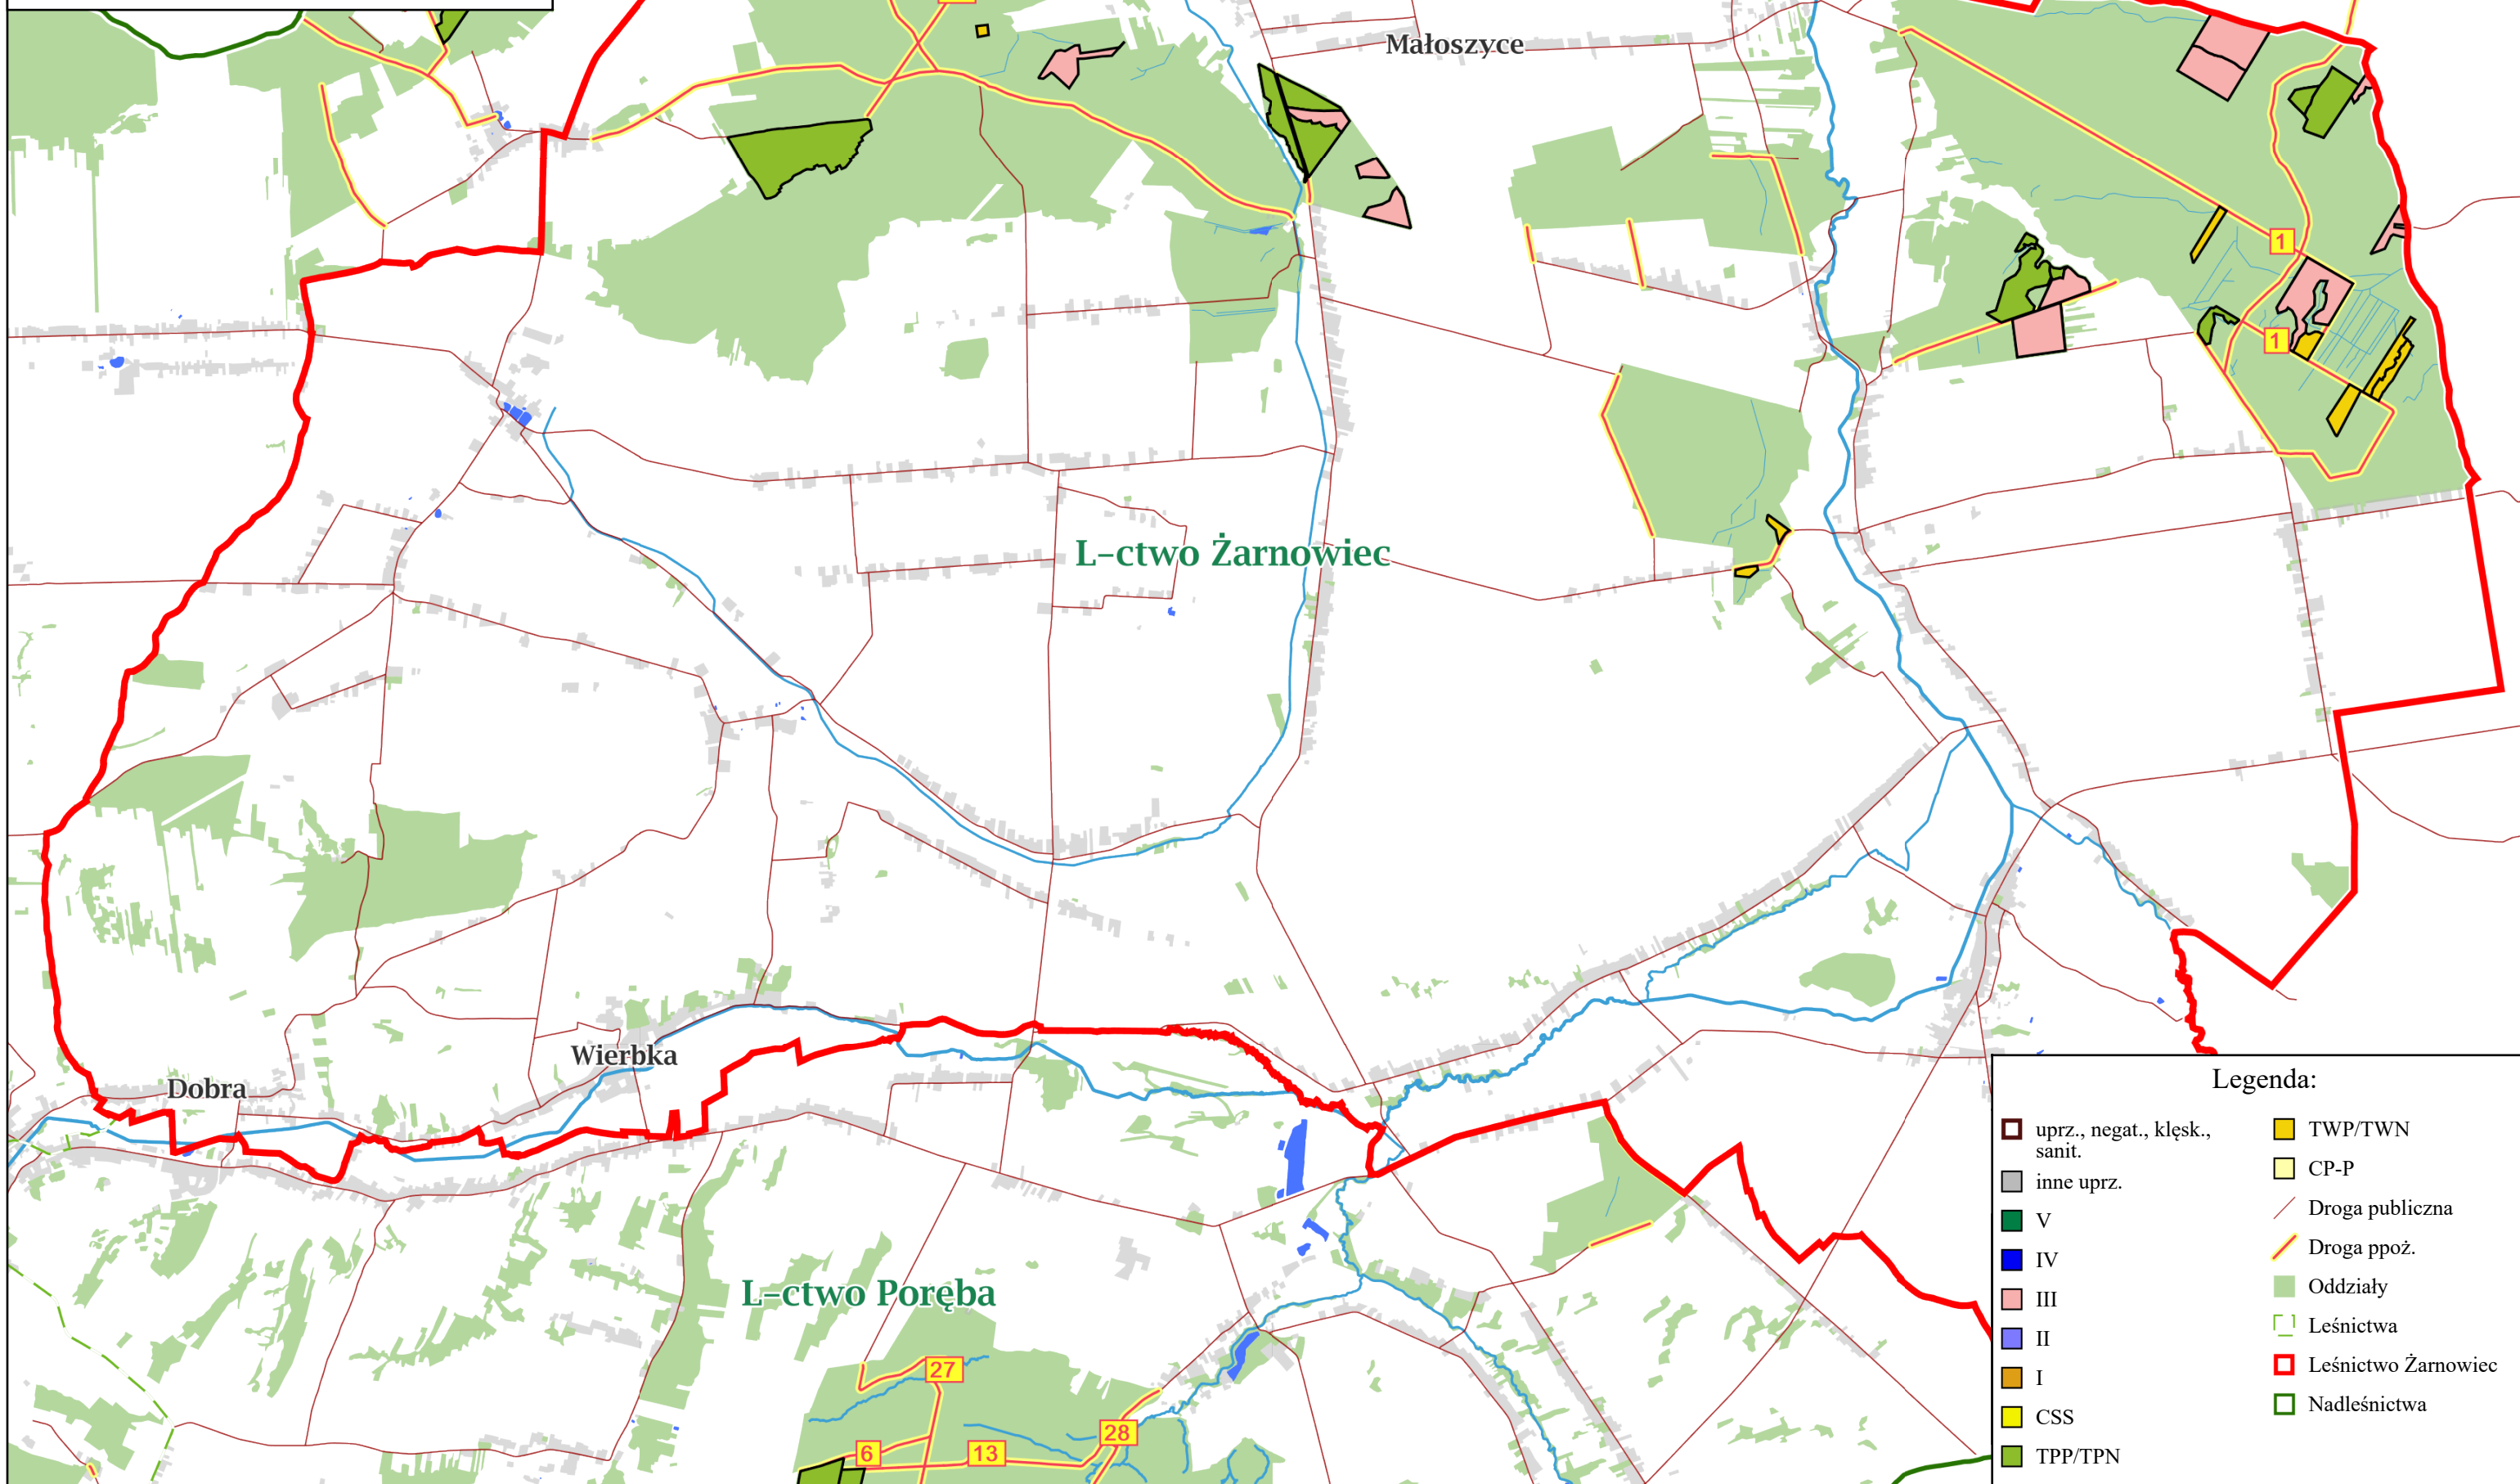 Małoszyce
1
1
L-ctwo Żarnowiec
Wierbka
Dobra
L-ctwo Poręba
27
28
6
13
Legenda:
uprz., negat., klęsk.,
sanit.
inne uprz.
V
IV
III
II
I
CSS
TPP/TPN
TWP/TWN
CP-P
Droga publiczna
Droga ppoż.
Oddziały
Leśnictwa
Leśnictwo Żarnowiec
Nadleśnictwa